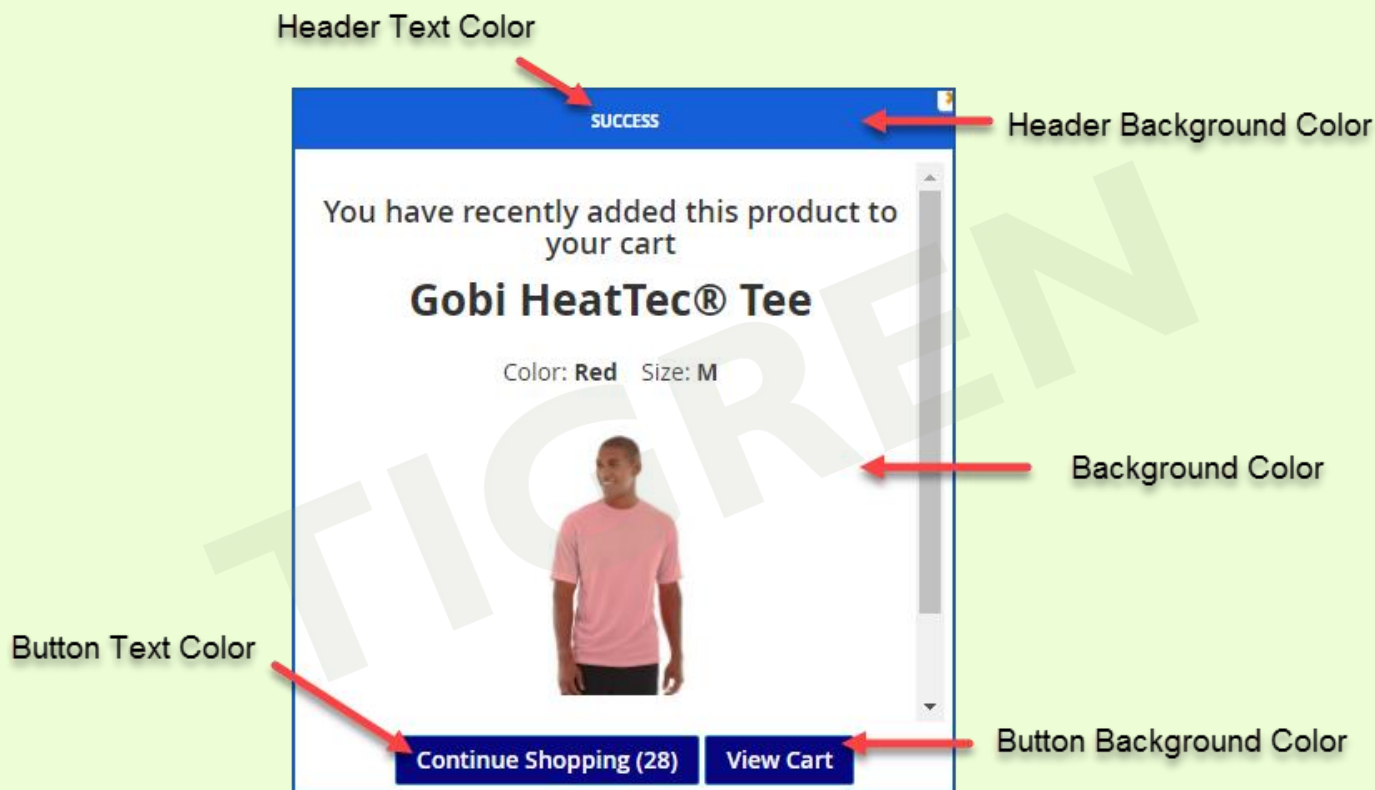 Header Text Color
SUCCESS
Header Background Color
You have recently added this product to
your cart
Gobi HeatTec® Tee
Color: Red Size: M
Background Color
TIGREN
Button Text Color
Continue Shopping (28) View Cart
Button Background Color